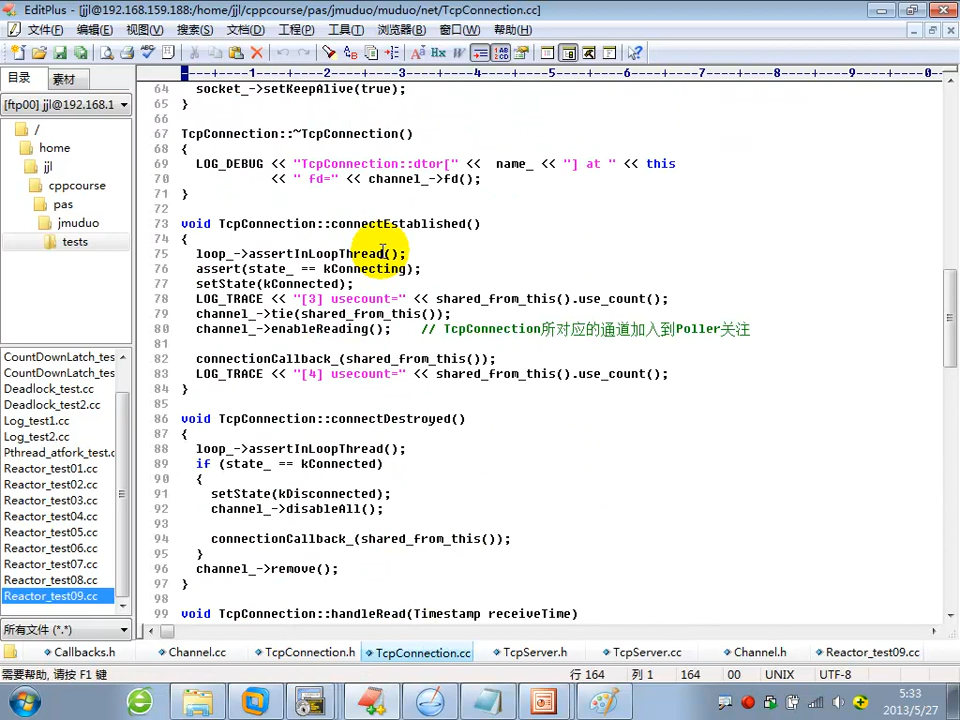 EditPlus - [[cc] \\192.168.159.188:/home/jjl/cppcourse/pas/jmuduo/muduo/net/TcpConnection.cc]
文件(F) 编辑(E) 视图(V) 搜索(S) 文档(D) 工程(P) 工具(T) 浏览器(B) 窗口(W) 帮助(H)
目录 素材
----+----1----+----2----+----3----+----4----+----5----+----6----+----7----+----8----+----9----+----0--
[ftp00] jjl@192.168.1
/
home
jjl
cppcourse
pas
jmuduo
tests
CountDownLatch_tes
CountDownLatch_tes
Deadlock_test.cc
Deadlock_test2.cc
Log_test1.cc
Log_test2.cc
Pthread_atfork_test.c
Reactor_test01.cc
Reactor_test02.cc
Reactor_test03.cc
Reactor_test04.cc
Reactor_test05.cc
Reactor_test06.cc
Reactor_test07.cc
Reactor_test08.cc
Reactor_test09.cc
所有文件 (*.*)
64 socket_->setKeepAlive(true);
65 }
66
67 TcpConnection::~TcpConnection()
68 {
69 LOG_DEBUG << "TcpConnection::dtor[" << name_ << "] at " << this
70 << " fd=" << channel_->fd();
71 }
72
73 void TcpConnection::connectEstablished()
74 {
75 loop_->assertInLoopThread();
76 assert(state_ == kConnecting);
77 setState(kConnected);
78 LOG_TRACE << "[3] usecount=" << shared_from_this().use_count();
79 channel_->tie(shared_from_this());
80 channel_->enableReading(); // TcpConnection所对应的通道加入到Poller关注
81
82 connectionCallback_(shared_from_this());
83 LOG_TRACE << "[4] usecount=" << shared_from_this().use_count();
84 }
85
86 void TcpConnection::connectDestroyed()
87 {
88 loop_->assertInLoopThread();
89 if (state_ == kConnected)
90 {
91 setState(kDisconnected);
92 channel_->disableAll();
93
94 connectionCallback_(shared_from_this());
95 }
96 channel_->remove();
97 }
98
99 void TcpConnection::handleRead(Timestamp receiveTime)
Callbacks.h Channel.cc TcpConnection.h TcpConnection.cc TcpServer.h TcpServer.cc Channel.h Reactor_test09.cc
需要帮助, 请按 F1 键 行 164 列 1 164 00 UNIX UTF-8
5:33
2013/5/27